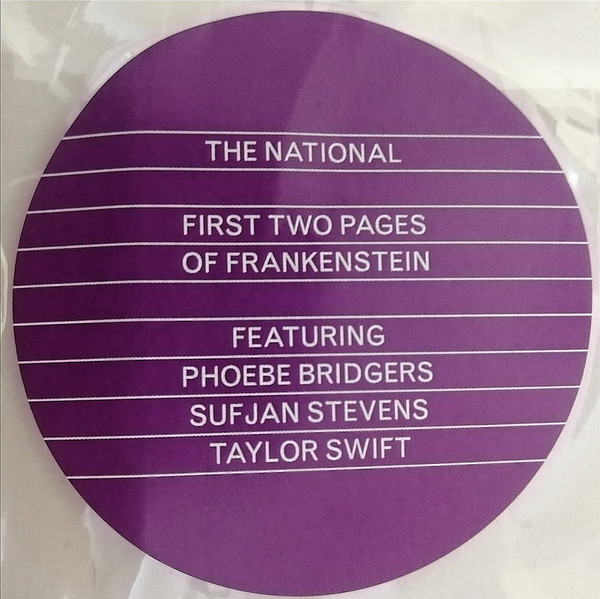 THE NATIONAL
FIRST TWO PAGES
OF FRANKENSTEIN
FEATURING
PHOEBE BRIDGERS
SUFJAN STEVENS
TAYLOR SWIFT